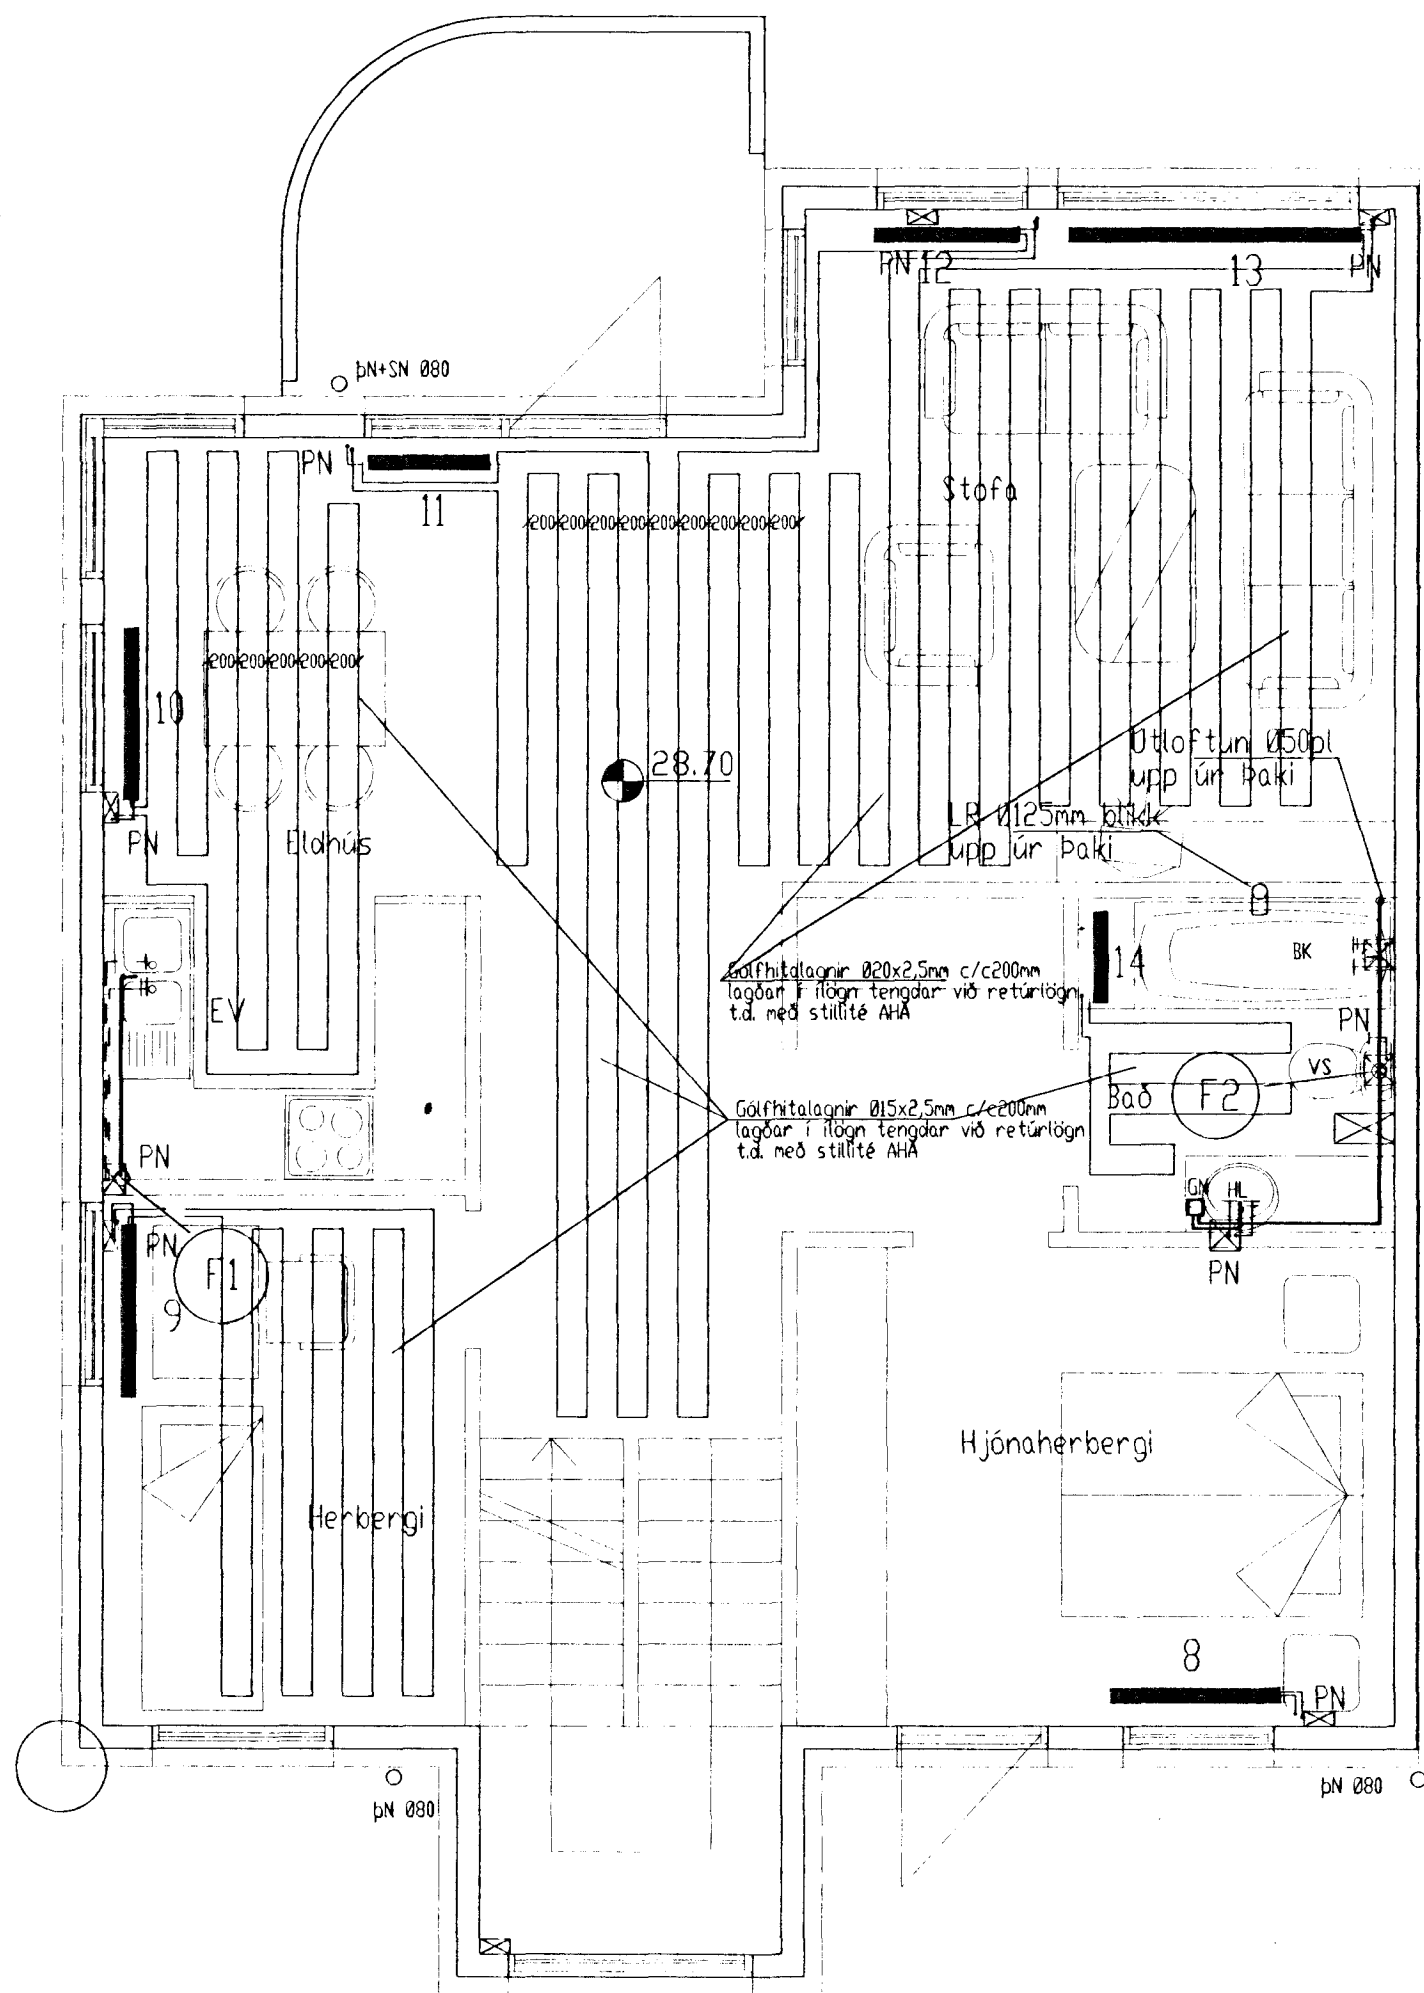 þN+SN Ø80
PN 12
13
PN
PN
11
Stofa
200 200 200 200 200 200 200 200 200
200 200 200 200 200
10
28.70
Útloftun Ø50pl
upp úr þaki
LR Ø125mm blikk
upp úr þaki
PN
Eldhús
BK
14
Gólfhitalagnir Ø20x2,5mm c/c200mm
lagðar í ílögn tengdar við retúrlögn
t.d. með stillité AHA
EV
PN
VS
Bað
F2
Gólfhitalagnir Ø15x2,5mm c/c200mm
lagðar í ílögn tengdar við retúrlögn
t.d. með stillité AHA
PN
GN
HL
PN
F1
PN
9
Hjónaherbergi
Herbergi
8
PN
þN Ø80
þN Ø80